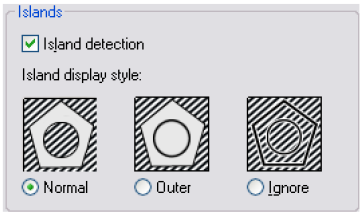 Islands
Island detection
Island display style:
Normal Outer Ignore